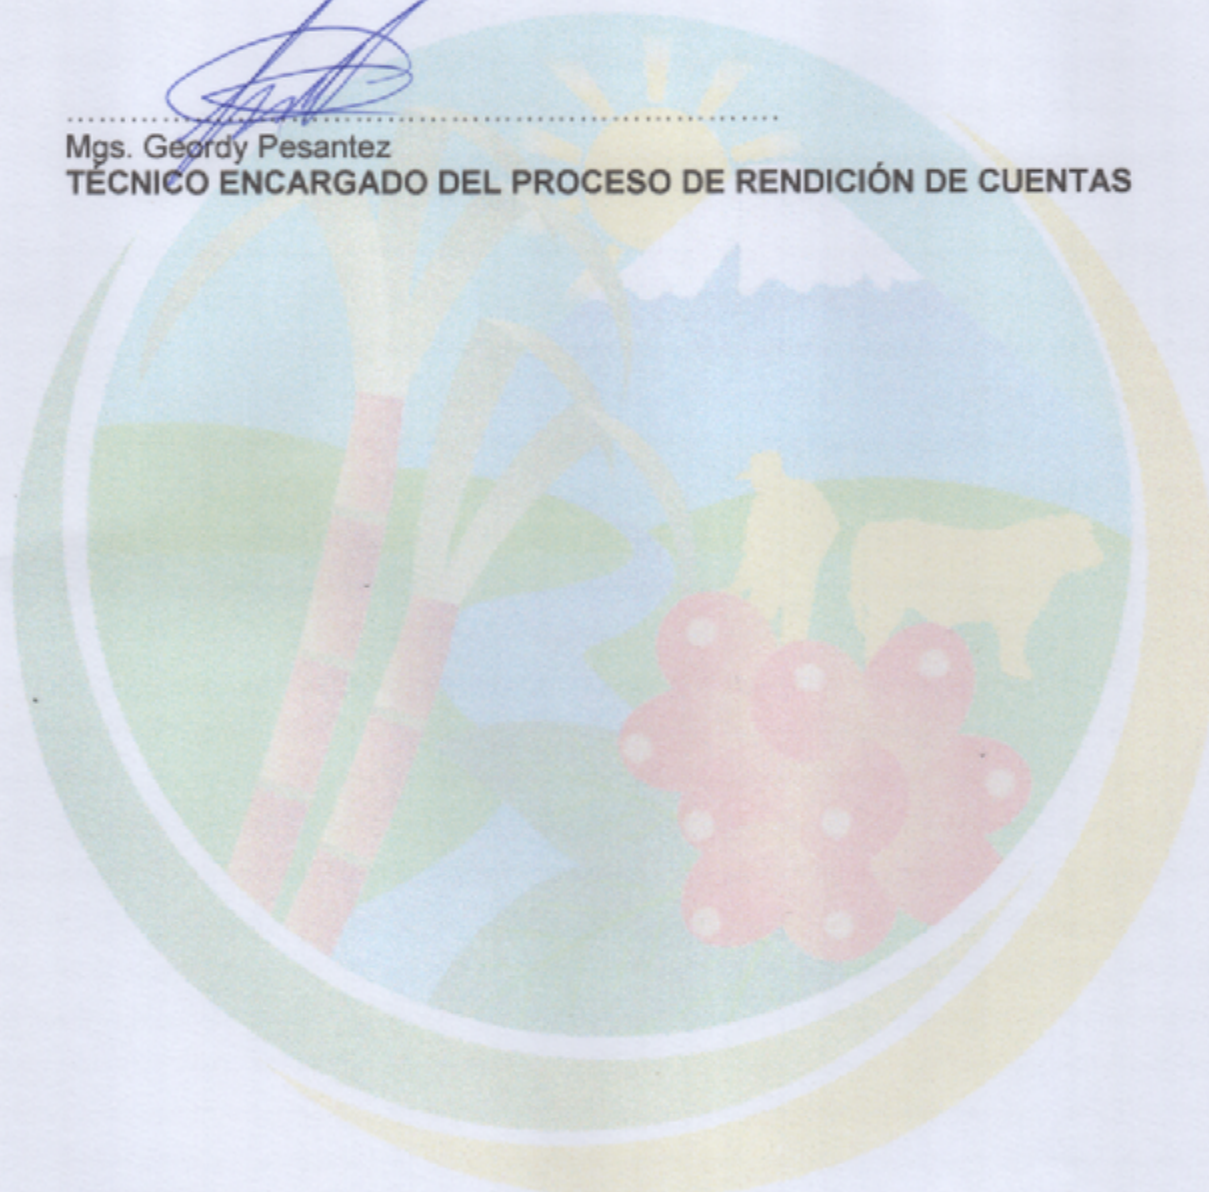 Mgs. Geordy Pesantez
TÉCNICO ENCARGADO DEL PROCESO DE RENDICIÓN DE CUENTAS